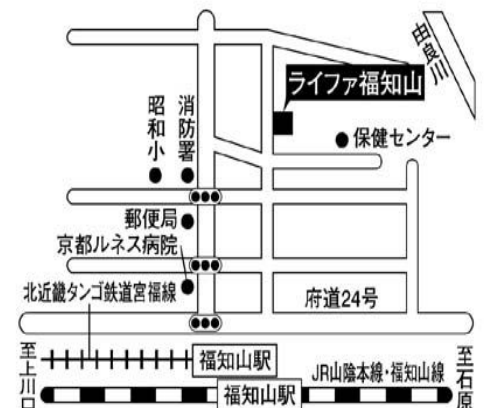 由良川
ライファ福知山
昭和小
消防署
保健センター
郵便局
京都ルネス病院
北近畿タンゴ鉄道宮福線
府道24号
至上川口
福知山駅
JR山陰本線・福知山線
至石原
福知山駅